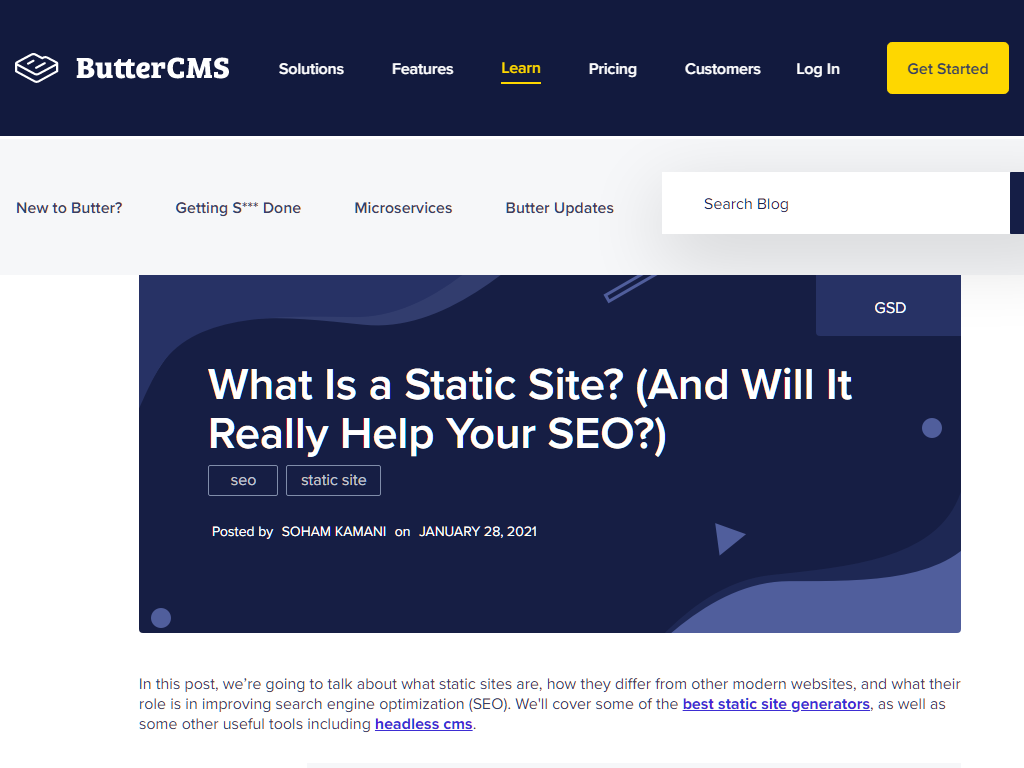 ButterCMS Solutions Features Learn Pricing Customers Log In Get Started
New to Butter? Getting S*** Done Microservices Butter Updates Search Blog
GSD
What Is a Static Site? (And Will It
Really Help Your SEO?)
seo static site
Posted by SOHAM KAMANI on JANUARY 28, 2021
In this post, we’re going to talk about what static sites are, how they differ from other modern websites, and what their
role is in improving search engine optimization (SEO). We'll cover some of the best static site generators, as well as
some other useful tools including headless cms.